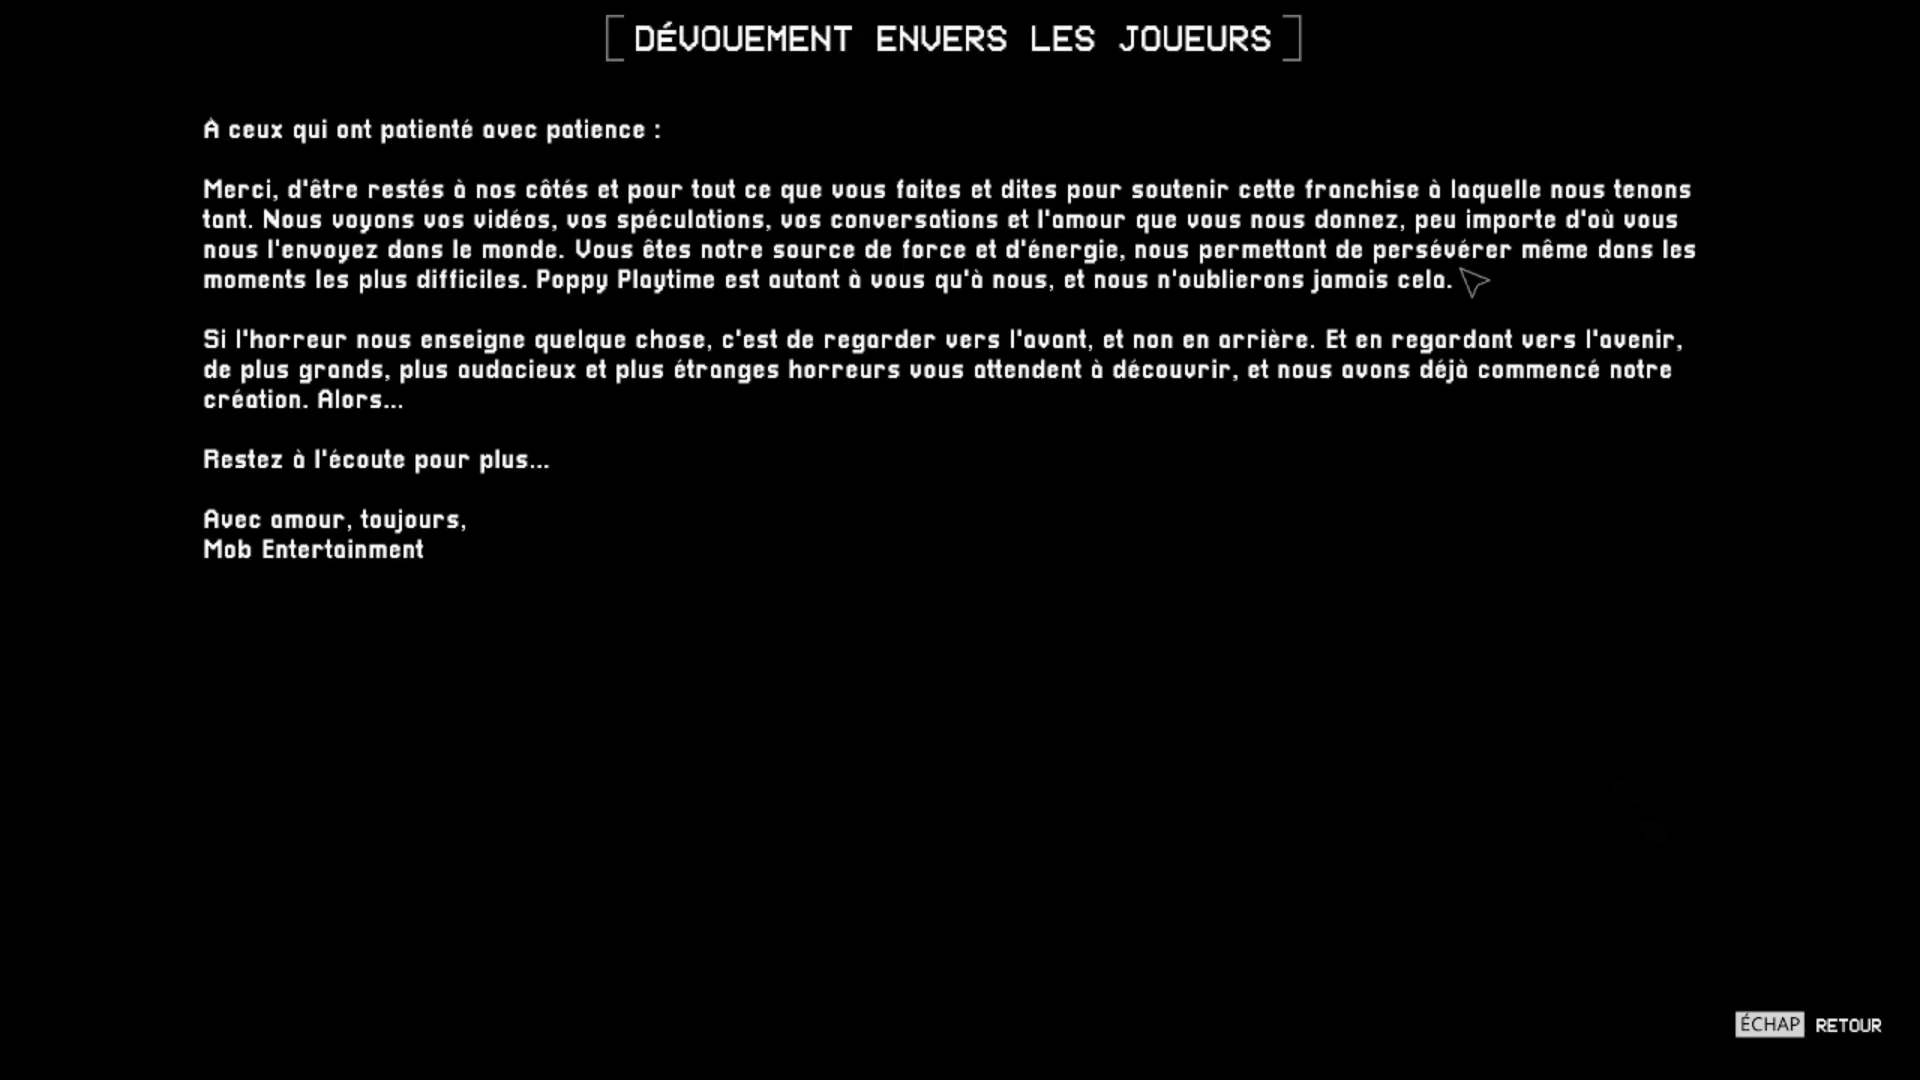 DÉVOUEMENT ENVERS LES JOUEURS
À ceux qui ont patienté avec patience :
Merci, d'être restés à nos côtés et pour tout ce que vous faites et dites pour soutenir cette franchise à laquelle nous tenons
tant. Nous voyons vos vidéos, vos spéculations, vos conversations et l'amour que vous nous donnez, peu importe d'où vous
nous l'envoyez dans le monde. Vous êtes notre source de force et d'énergie, nous permettant de persévérer même dans les
moments les plus difficiles. Poppy Playtime est autant à vous qu'à nous, et nous n'oublierons jamais cela.
Si l'horreur nous enseigne quelque chose, c'est de regarder vers l'avant, et non en arrière. Et en regardant vers l'avenir,
de plus grands, plus audacieux et plus étranges horreurs vous attendent à découvrir, et nous avons déjà commencé notre
création. Alors...
Restez à l'écoute pour plus...
Avec amour, toujours,
Mob Entertainment
ÉCHAP RETOUR